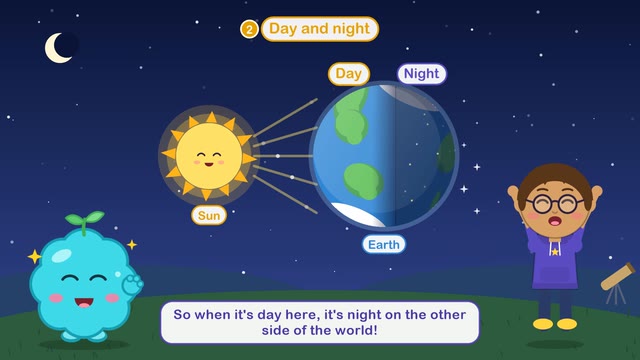 2 Day and night
Day
Night
Sun
Earth
So when it's day here, it's night on the other
side of the world!